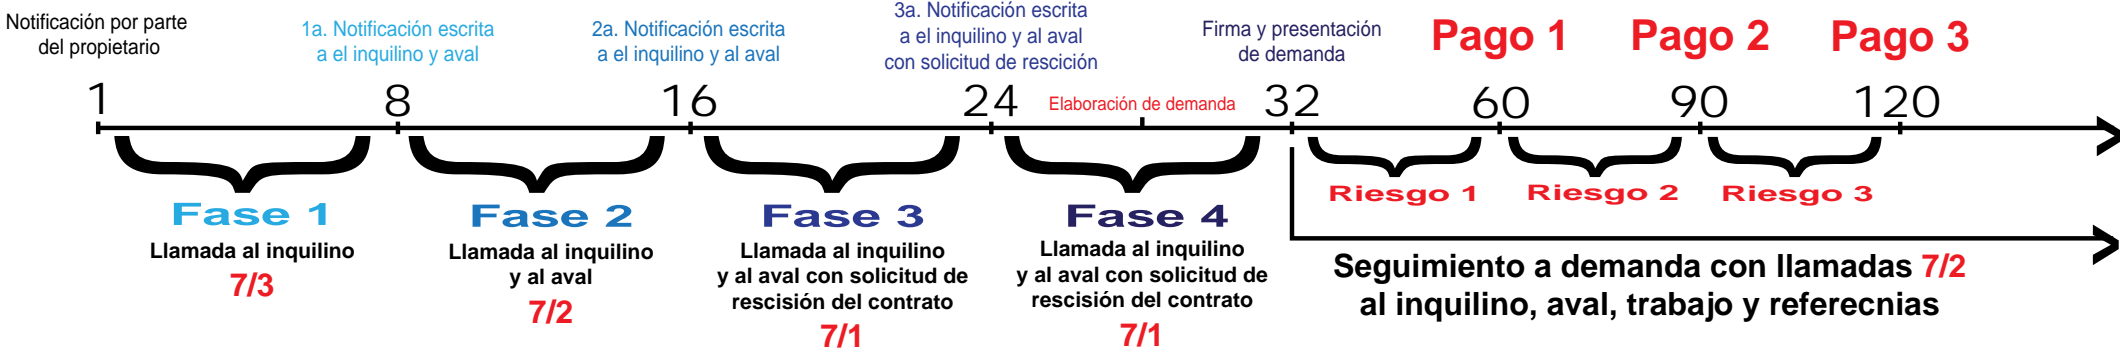 Notificación por parte
del propietario
1a. Notificación escrita
a el inquilino y aval
2a. Notificación escrita
a el inquilino y al aval
3a. Notificación escrita
a el inquilino y al aval
con solicitud de rescición
Firma y presentación
de demanda
Pago 1
Pago 2
Pago 3
1
8
16
24
Elaboración de demanda
32
60
90
120
Fase 1
Llamada al inquilino
7/3
Fase 2
Llamada al inquilino
y al aval
7/2
Fase 3
Llamada al inquilino
y al aval con solicitud de
rescisión del contrato
7/1
Fase 4
Llamada al inquilino
y al aval con solicitud de
rescisión del contrato
7/1
Riesgo 1
Riesgo 2
Riesgo 3
Seguimiento a demanda con llamadas 7/2
al inquilino, aval, trabajo y referecnias